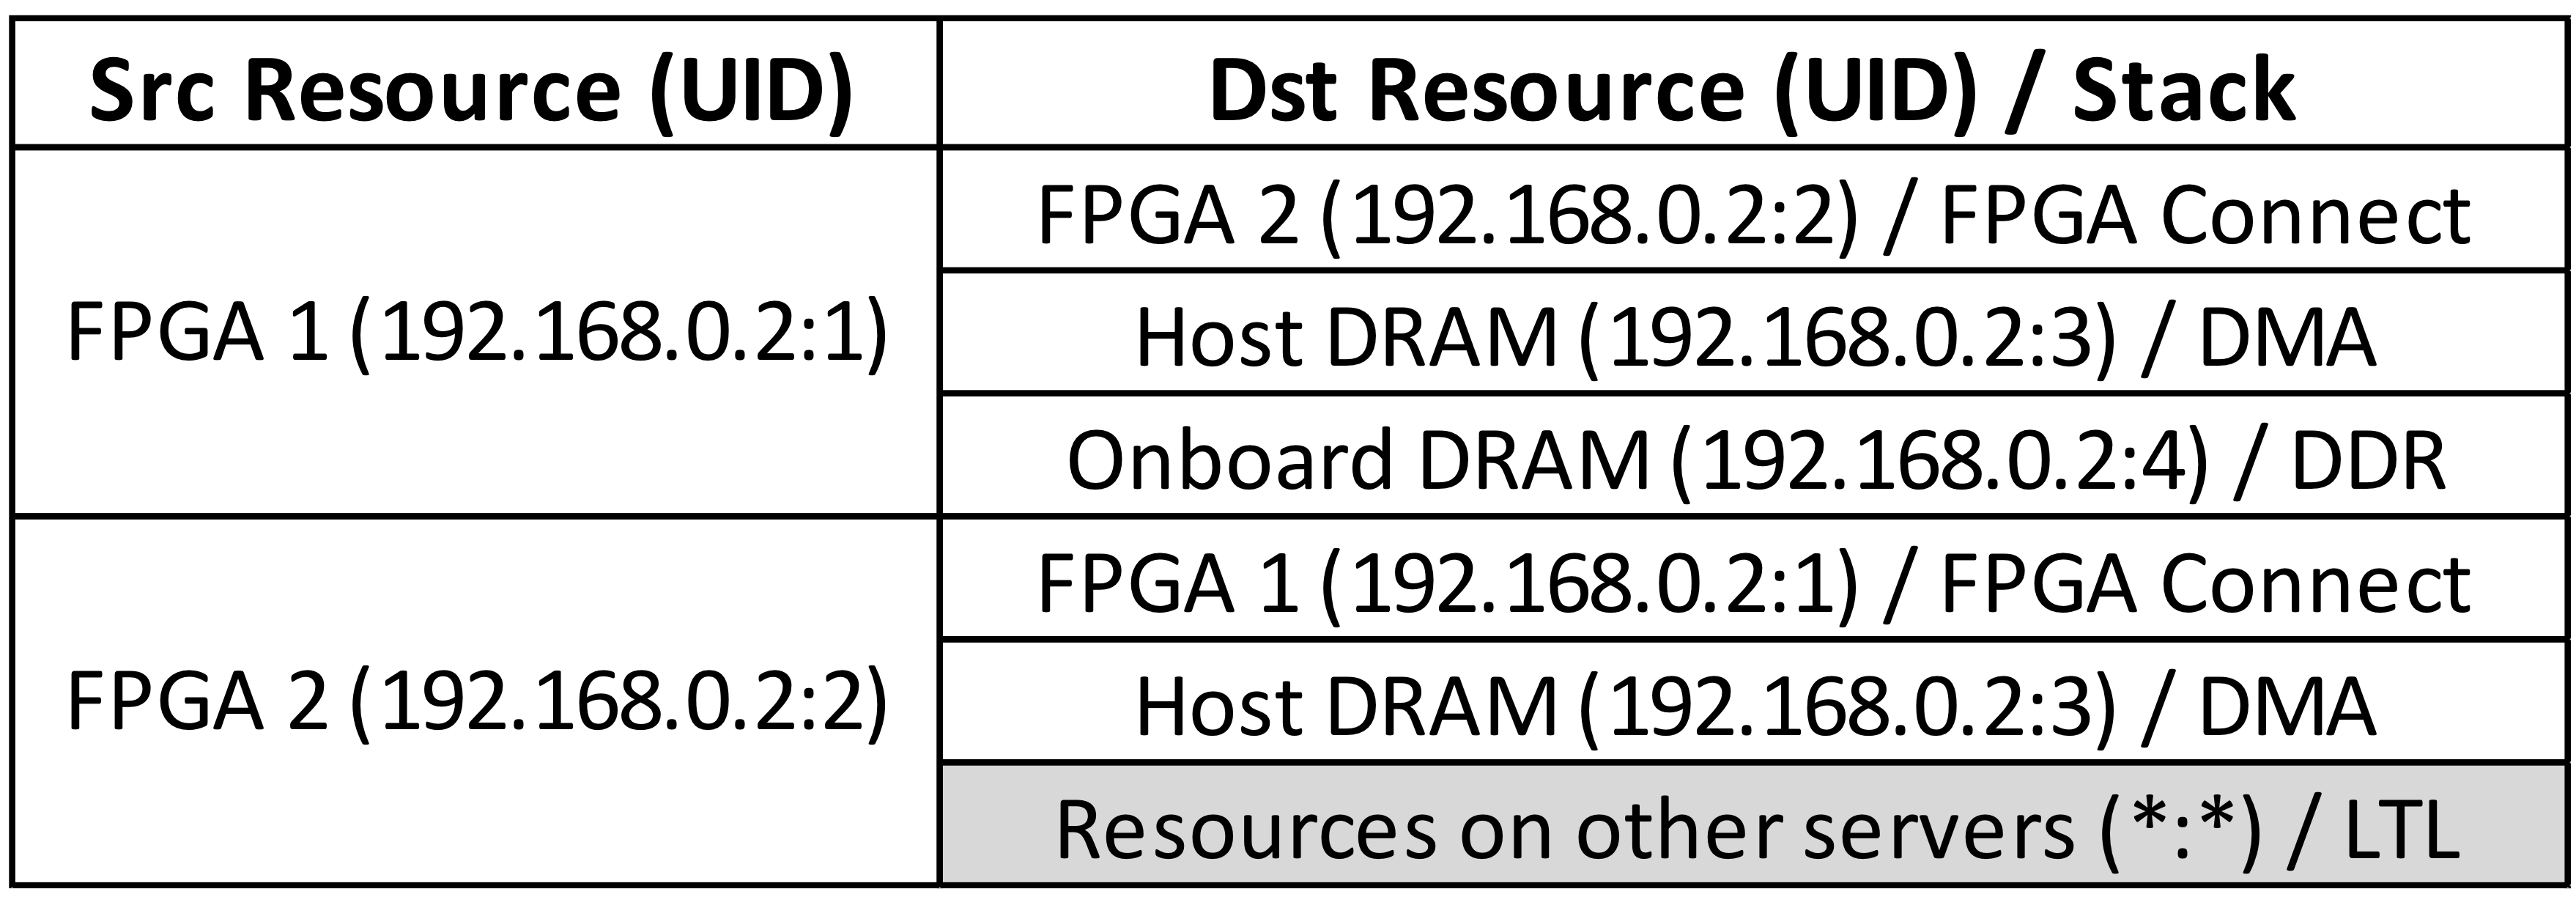 Src Resource (UID)
Dst Resource (UID) / Stack
FPGA 1 (192.168.0.2:1)
FPGA 2 (192.168.0.2:2) / FPGA Connect
Host DRAM (192.168.0.2:3) / DMA
Onboard DRAM (192.168.0.2:4) / DDR
FPGA 2 (192.168.0.2:2)
FPGA 1 (192.168.0.2:1) / FPGA Connect
Host DRAM (192.168.0.2:3) / DMA
Resources on other servers (*:*) / LTL